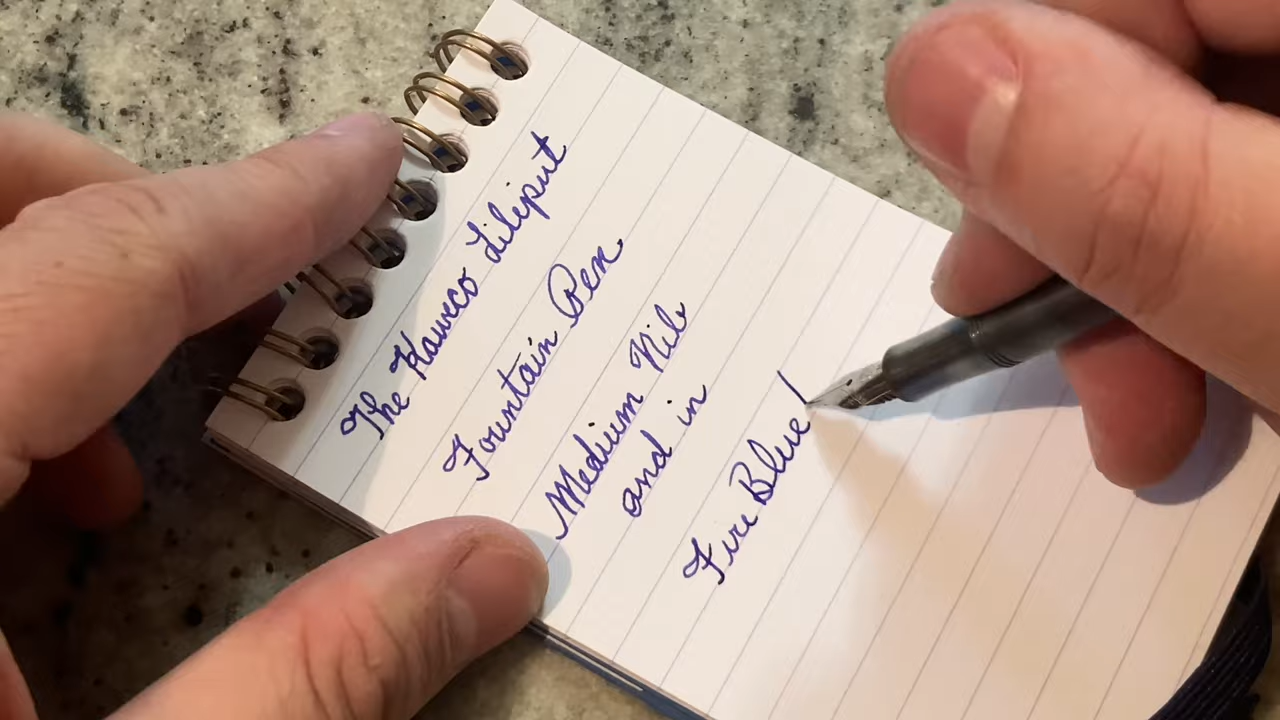 The Kaweco Liliput
Fountain Pen
Medium Nib
and in
Fire Blue!